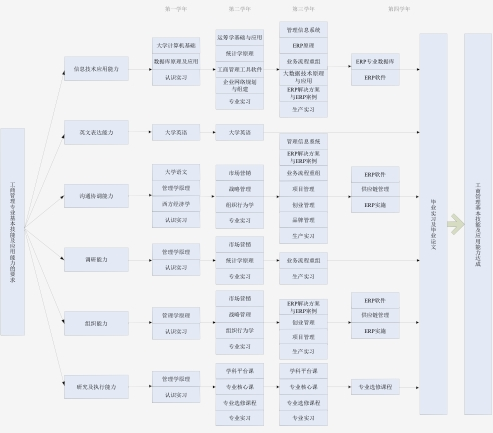 第一学年
第二学年
第三学年
第四学年
工商管理专业基本技能及应用能力的要求
信息技术应用能力
大学计算机基础
数据库原理及应用
认识实习
运筹学基础与应用
统计学原理
工商管理工具软件
企业网络规划
与组建
专业实习
管理信息系统
ERP原理
业务流程重组
大数据技术原理
与应用
ERP解决方案
与ERP案例
生产实习
ERP专业数据库
ERP软件
英文表达能力
大学英语
大学英语
沟通协调能力
大学语文
管理学原理
西方经济学
认识实习
市场营销
战略管理
组织行为学
专业实习
管理信息系统
ERP解决方案
与ERP案例
业务流程重组
项目管理
创业管理
品牌管理
生产实习
ERP软件
供应链管理
ERP实施
调研能力
管理学原理
认识实习
市场营销
统计学原理
专业实习
业务流程重组
生产实习
组织能力
管理学原理
认识实习
市场营销
战略管理
组织行为学
专业实习
ERP解决方案
与ERP案例
创业管理
项目管理
生产实习
ERP软件
供应链管理
ERP实施
研究及执行能力
管理学原理
认识实习
学科平台课
专业核心课
专业选修课程
专业实习
学科平台课
专业核心课
专业选修课程
专业实习
专业选修课程
毕业实习及毕业论文
工商管理基本技能及应用能力达成